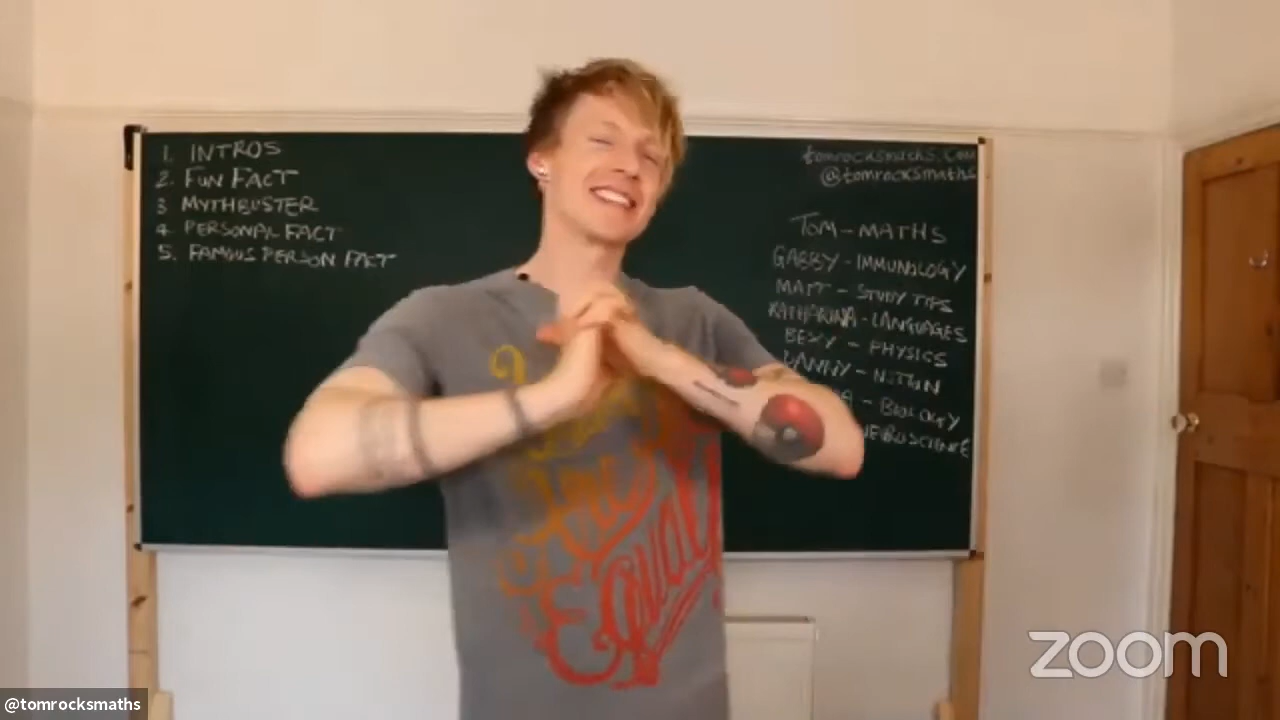 1. INTROS
2. FUN FACT
3 MYTHBUSTER
4 PERSONAL FACT
5. FAMOUS PERSON FACT
tomrocksmaths.com
@tomrocksmaths
TOM - MATHS
GABBY - IMMUNOLOGY
MATT - STUDY TIPS
KATHARINA - LANGUAGES
- PHYSICS
- BIOLOGY
Equality
zoom
@tomrocksmaths